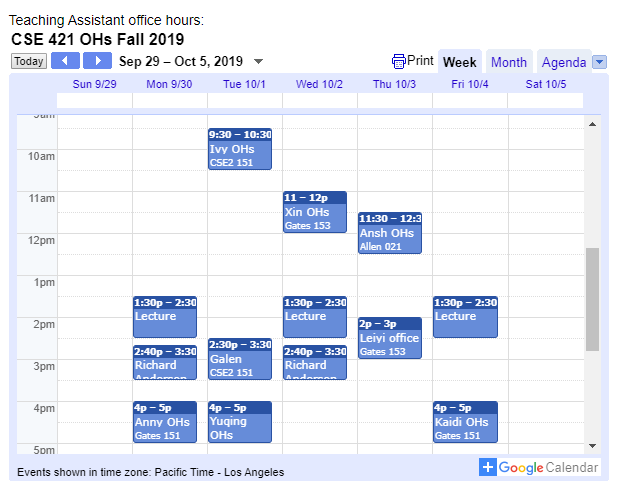 Teaching Assistant office hours:
CSE 421 OHs Fall 2019
Today Sep 29 – Oct 5, 2019 Print Week Month Agenda
Sun 9/29 Mon 9/30 Tue 10/1 Wed 10/2 Thu 10/3 Fri 10/4 Sat 10/5
9am
9:30 – 10:30
10am
Ivy OHs
CSE2 151
11am
11 – 12p
Xin OHs
Gates 153
11:30 – 12:3
Ansh OHs
Allen 021
12pm
1pm
1:30p – 2:30 1:30p – 2:30 1:30p – 2:30
Lecture Lecture Lecture
2pm
2p – 3p
Leiyi office
Gates 153
2:30p – 3:30
Galen
CSE2 151
2:40p – 3:30 2:40p – 3:30
Richard Richard
Anderson Anderson
3pm
4pm
4p – 5p 4p – 5p 4p – 5p
Anny OHs Yuqing Kaidi OHs
Gates 151 OHs Gates 151
5pm
Events shown in time zone: Pacific Time - Los Angeles
Google Calendar